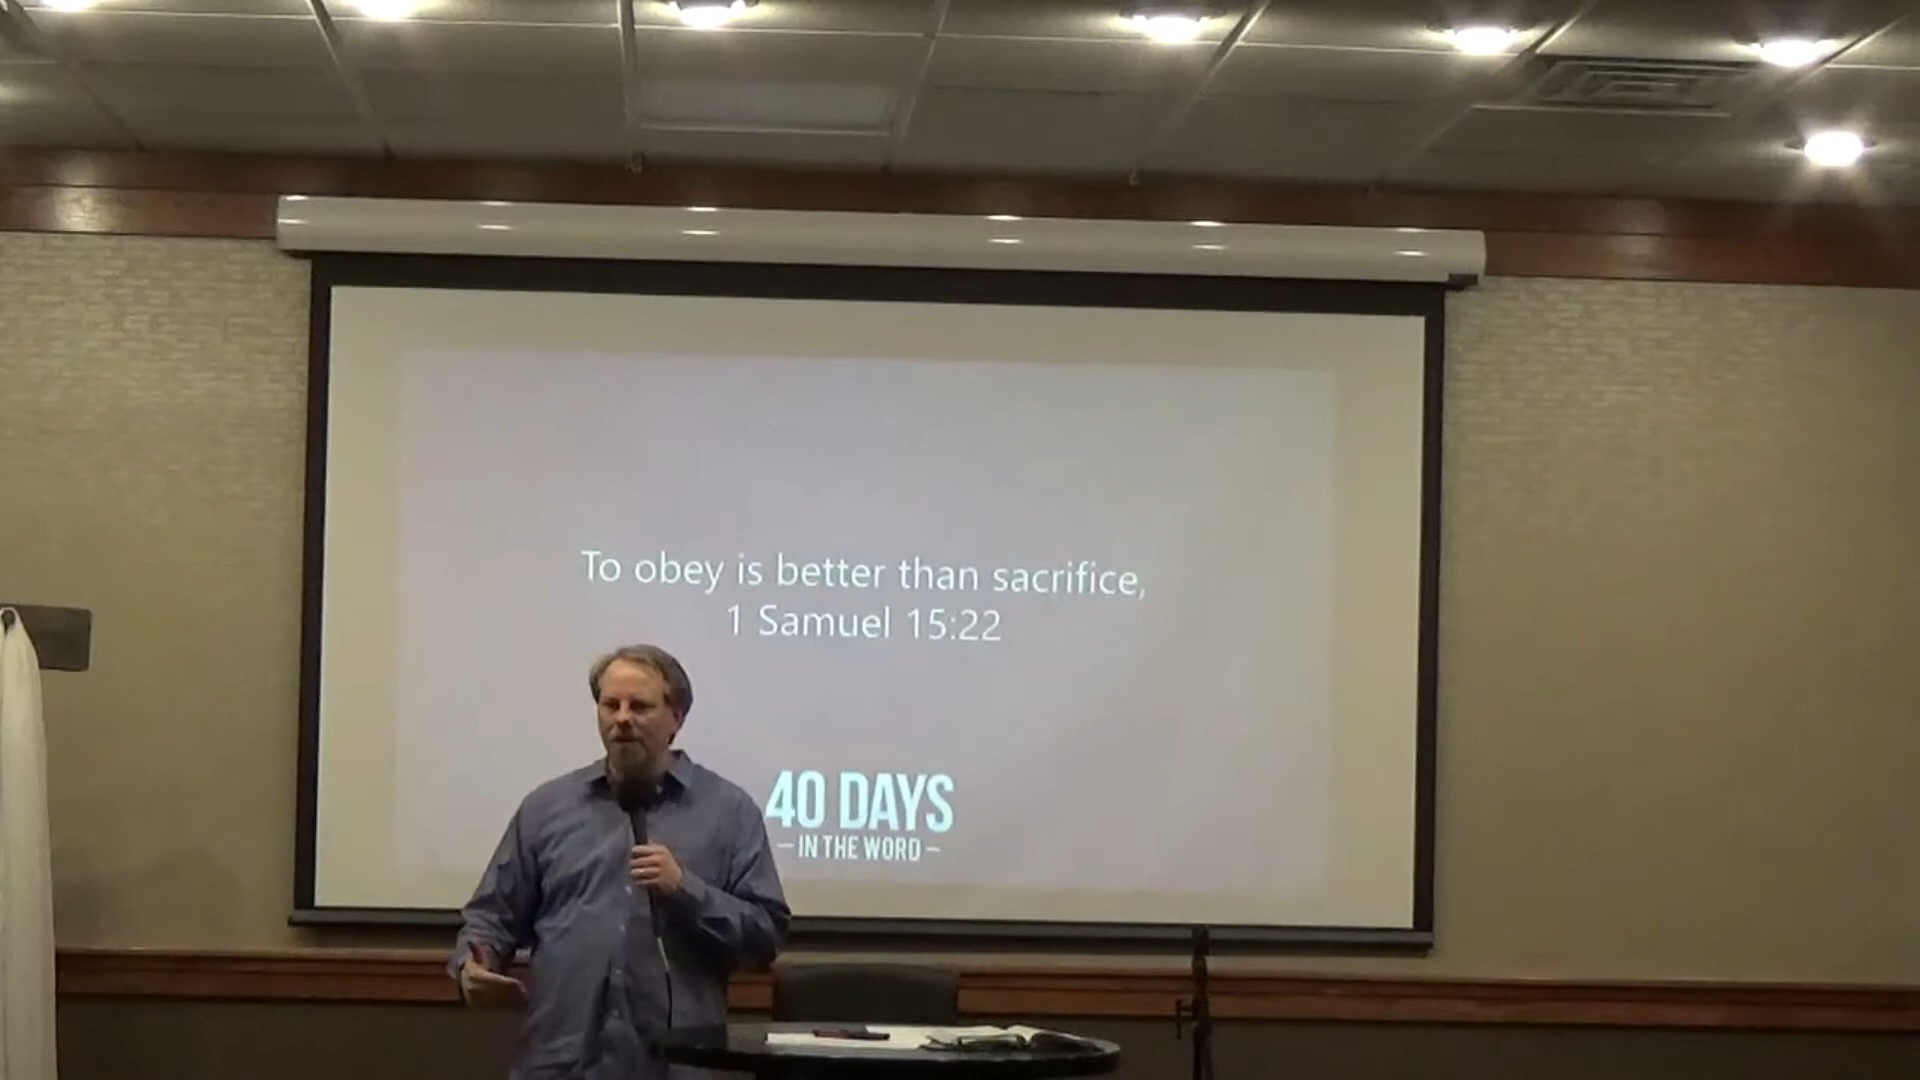 To obey is better than sacrifice,
1 Samuel 15:22
40 DAYS
– IN THE WORD –